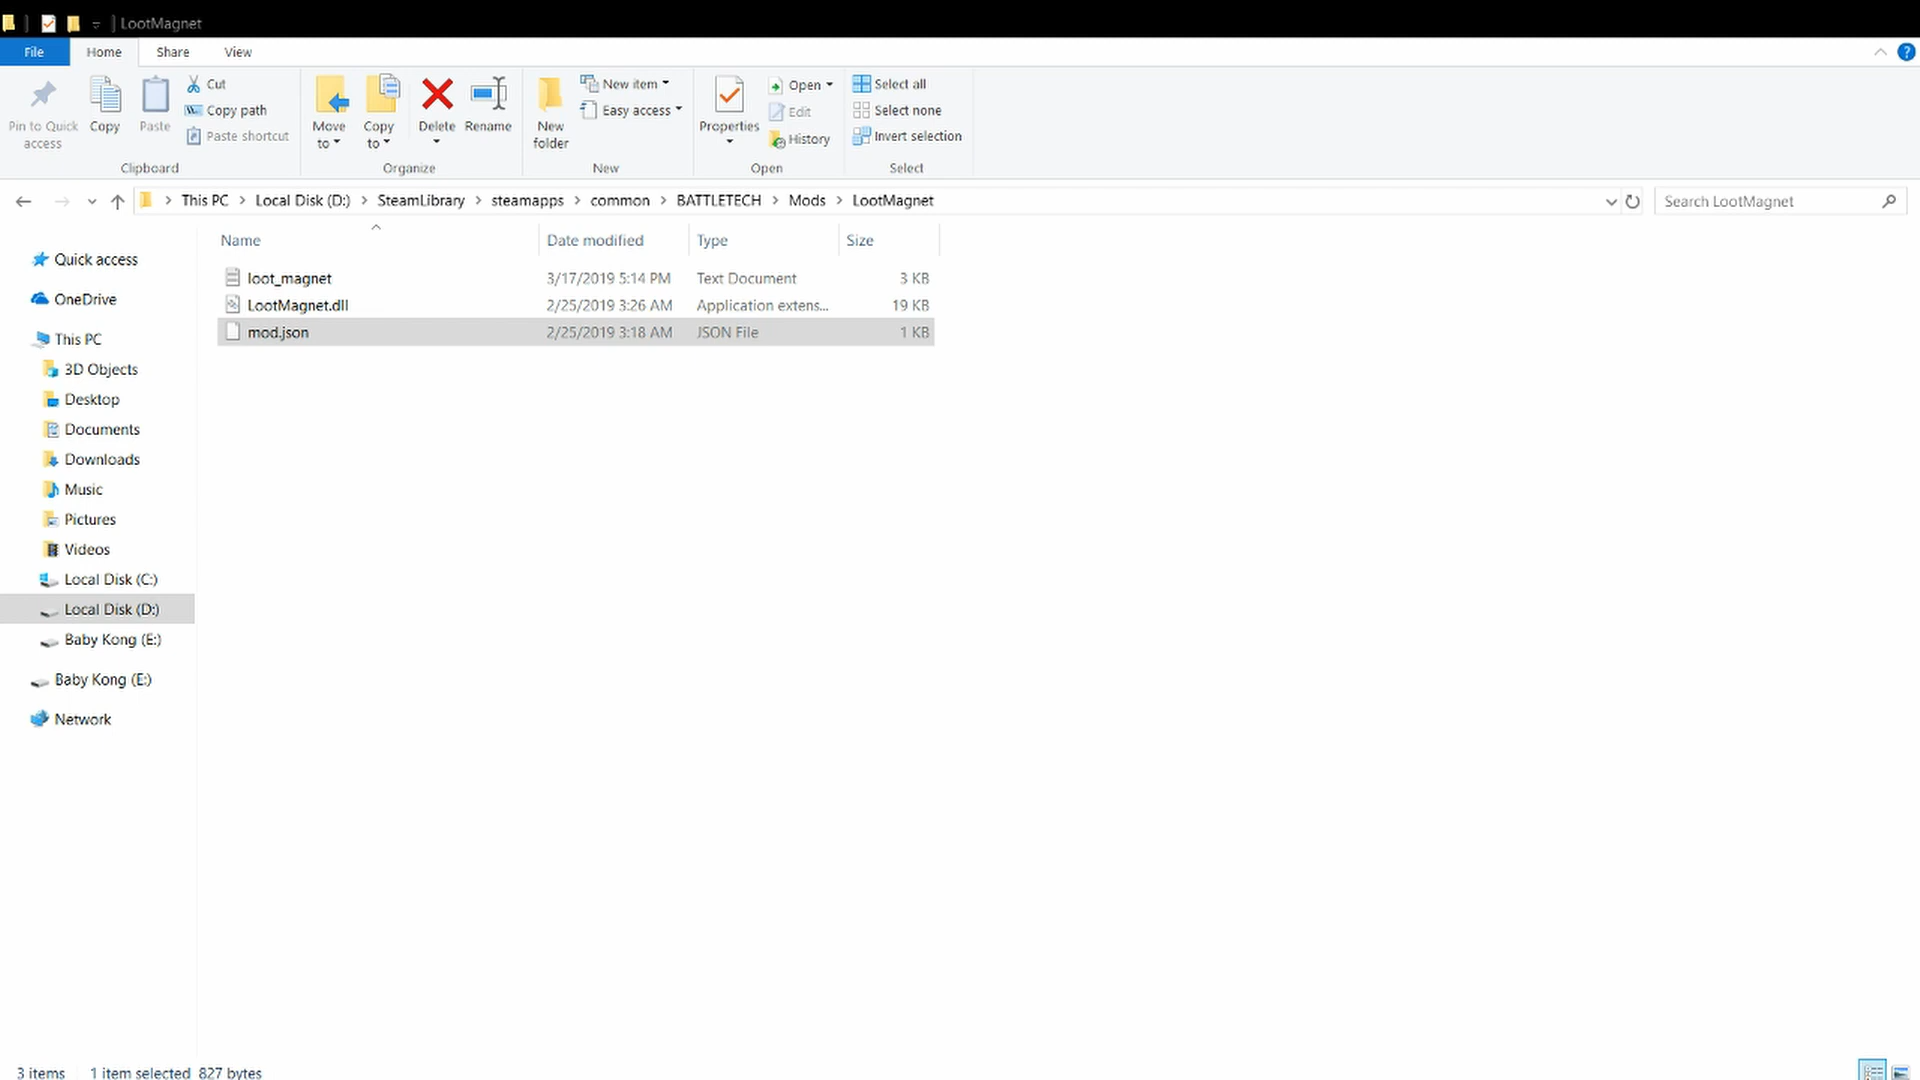 LootMagnet
File Home Share View
Pin to Quick access
Copy
Paste
Cut
Copy path
Paste shortcut
Clipboard
Move to
Copy to
Delete
Rename
Organize
New folder
New item
Easy access
New
Properties
Open
Edit
History
Open
Select all
Select none
Invert selection
Select
This PC > Local Disk (D:) > SteamLibrary > steamapps > common > BATTLETECH > Mods > LootMagnet
Search LootMagnet
Name Date modified Type Size
loot_magnet 3/17/2019 5:14 PM Text Document 3 KB
LootMagnet.dll 2/25/2019 3:26 AM Application extens... 19 KB
mod.json 2/25/2019 3:18 AM JSON File 1 KB
Quick access
OneDrive
This PC
3D Objects
Desktop
Documents
Downloads
Music
Pictures
Videos
Local Disk (C:)
Local Disk (D:)
Baby Kong (E:)
Baby Kong (E:)
Network
3 items 1 item selected 827 bytes